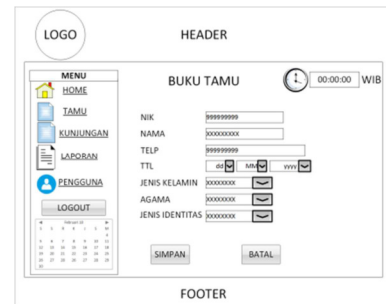 LOGO
HEADER
MENU
HOME
TAMU
KUNJUNGAN
LAPORAN
PENGGUNA
LOGOUT
BUKU TAMU
00:00:00 WIB
NIK 999999999
NAMA xxxxxxxxx
TELP 999999999
TTL dd MM yyyy
JENIS KELAMIN xxxxxxxx
AGAMA xxxxxxxx
JENIS IDENTITAS xxxxxxxx
SIMPAN BATAL
FOOTER